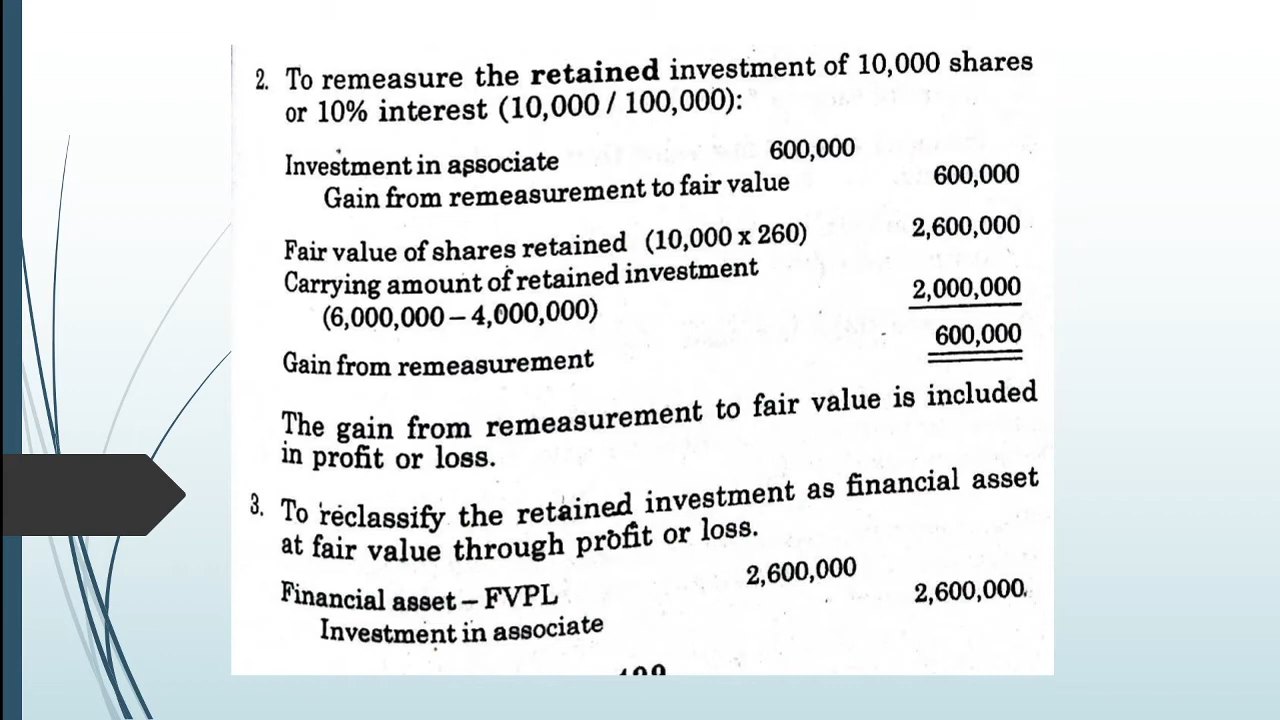 2. To remeasure the retained investment of 10,000 shares
or 10% interest (10,000 / 100,000):
Investment in associate 600,000
Gain from remeasurement to fair value 600,000
Fair value of shares retained (10,000 x 260) 2,600,000
Carrying amount of retained investment
(6,000,000 – 4,000,000) 2,000,000
Gain from remeasurement 600,000
The gain from remeasurement to fair value is included
in profit or loss.
3. To reclassify the retained investment as financial asset
at fair value through profit or loss.
Financial asset – FVPL 2,600,000
Investment in associate 2,600,000